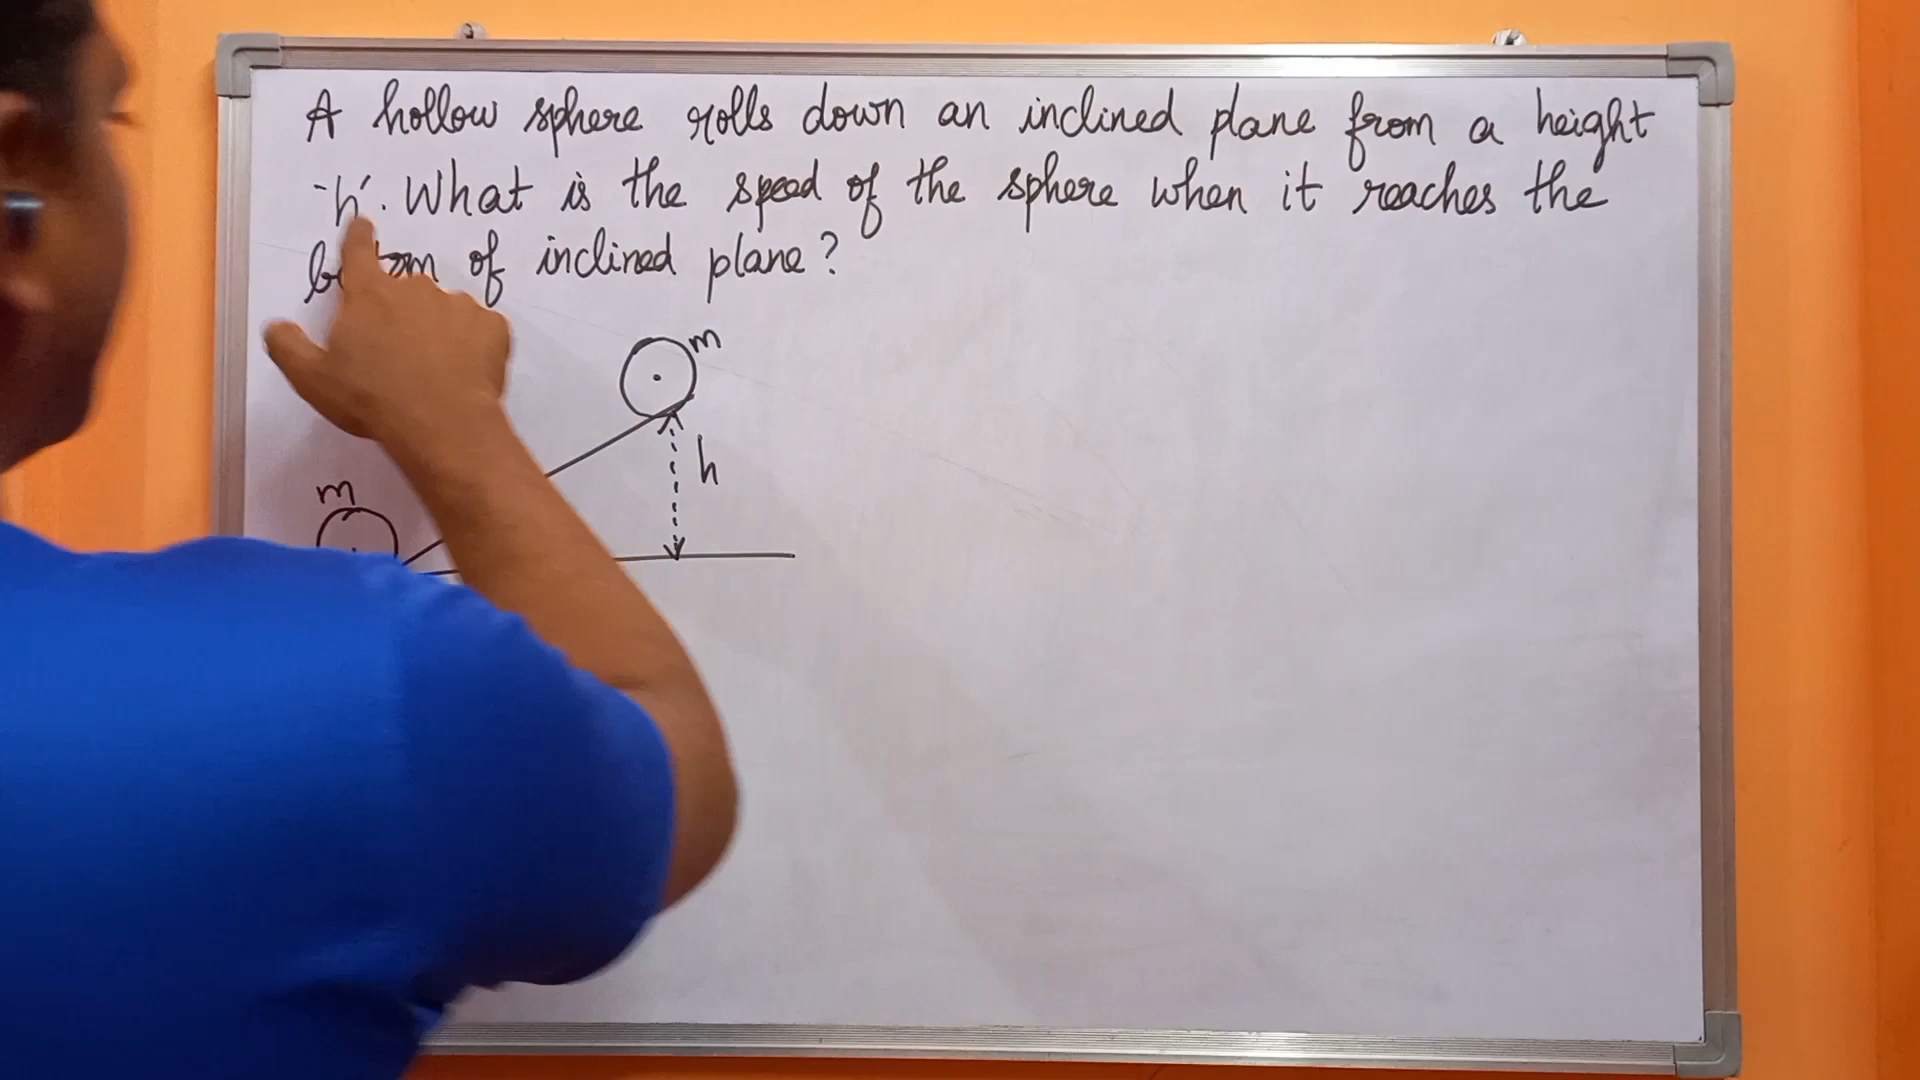 A hollow sphere rolls down an inclined plane from a height
'h'. What is the speed of the sphere when it reaches the
of inclined plane?
m
h
m